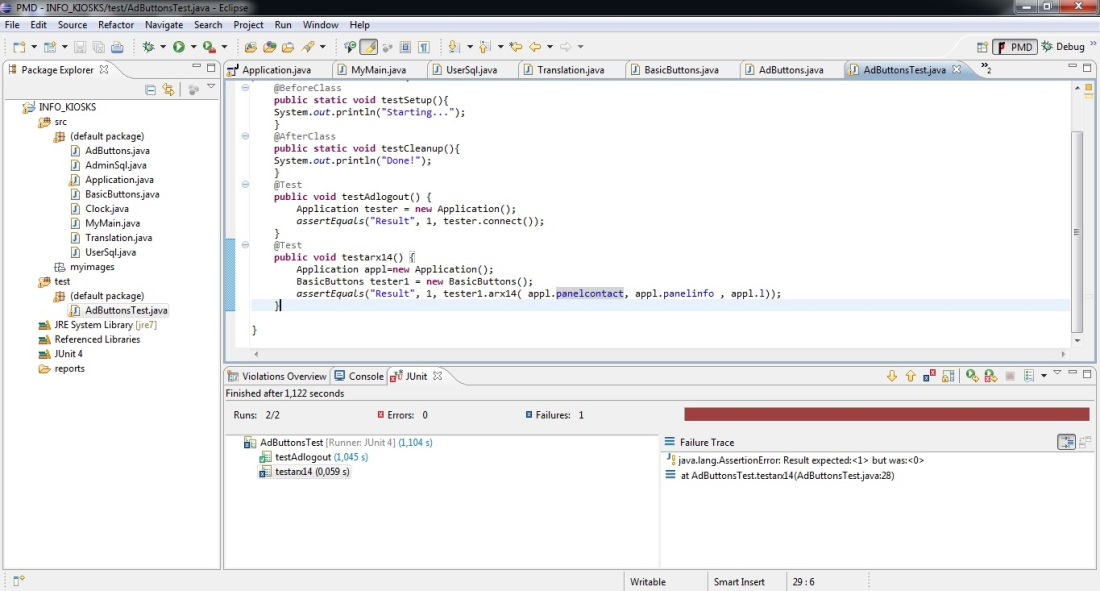 PMD - INFO_KIOSKS/test/AdButtonsTest.java - Eclipse
File Edit Source Refactor Navigate Search Project Run Window Help
PMD Debug »
Package Explorer
INFO_KIOSKS
src
(default package)
AdButtons.java
AdminSql.java
Application.java
BasicButtons.java
Clock.java
MyMain.java
Translation.java
UserSql.java
myimages
test
(default package)
AdButtonsTest.java
JRE System Library [jre7]
Referenced Libraries
JUnit 4
reports
Application.java MyMain.java UserSql.java Translation.java BasicButtons.java AdButtons.java AdButtonsTest.java »2
@BeforeClass
public static void testSetup(){
System.out.println("Starting...");
}
@AfterClass
public static void testCleanup(){
System.out.println("Done!");
}
@Test
public void testAdlogout() {
Application tester = new Application();
assertEquals("Result", 1, tester.connect());
}
@Test
public void testarx14() {
Application appl=new Application();
BasicButtons tester1 = new BasicButtons();
assertEquals("Result", 1, tester1.arx14( appl.panelcontact, appl.panelinfo , appl.l));
}
}
Violations Overview Console JUnit
Finished after 1,122 seconds
Runs: 2/2 Errors: 0 Failures: 1
AdButtonsTest [Runner: JUnit 4] (1,104 s)
testAdlogout (1,045 s)
testarx14 (0,059 s)
Failure Trace
java.lang.AssertionError: Result expected:<1> but was:<0>
at AdButtonsTest.testarx14(AdButtonsTest.java:28)
Writable Smart Insert 29 : 6